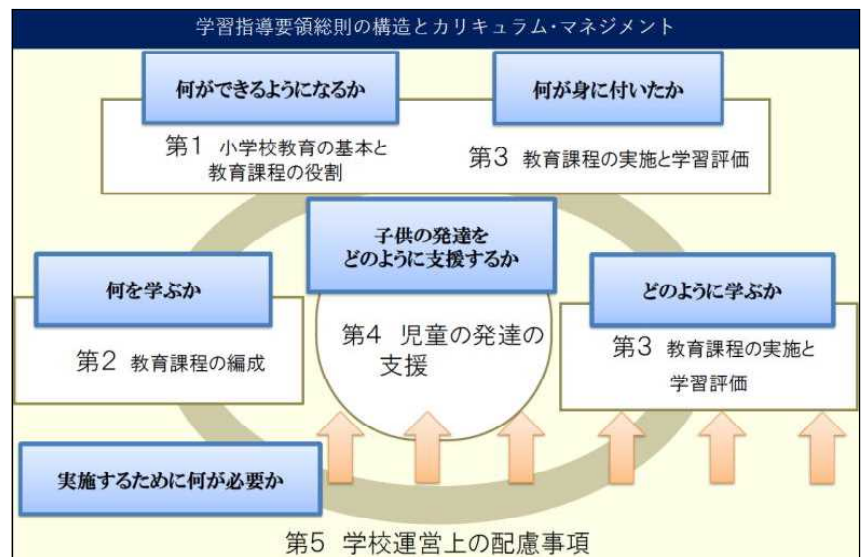 学習指導要領総則の構造とカリキュラム・マネジメント
何ができるようになるか
何が身に付いたか
第1 小学校教育の基本と
教育課程の役割
第3 教育課程の実施と学習評価
子供の発達を
どのように支援するか
何を学ぶか
どのように学ぶか
第2 教育課程の編成
第4 児童の発達の
支援
第3 教育課程の実施と
学習評価
実施するために何が必要か
第5 学校運営上の配慮事項